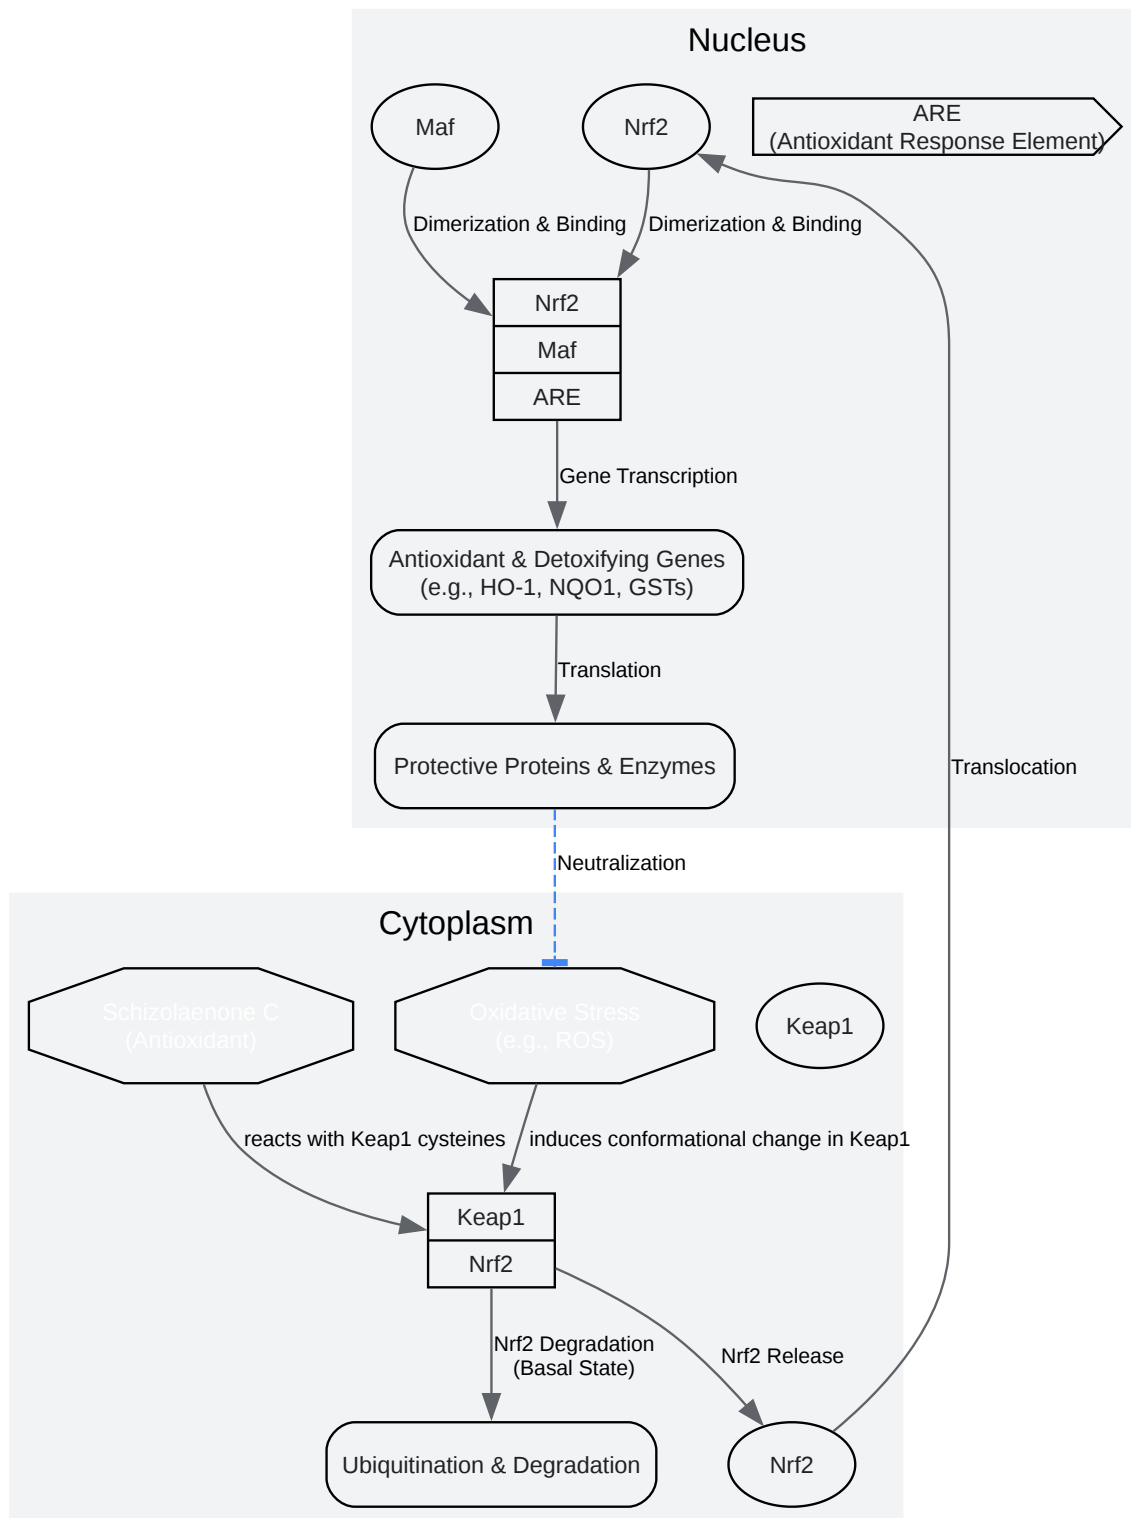 Nucleus
Maf
Nrf2
ARE
(Antioxidant Response Element)
Dimerization & Binding
Dimerization & Binding
Nrf2
Maf
ARE
Gene Transcription
Antioxidant & Detoxifying Genes
(e.g., HO-1, NQO1, GSTs)
Translation
Protective Proteins & Enzymes
Translocation
Neutralization
Cytoplasm
Schizolaenone C
(Antioxidant)
Oxidative Stress
(e.g., ROS)
Keap1
reacts with Keap1 cysteines
induces conformational change in Keap1
Keap1
Nrf2
Nrf2 Degradation
(Basal State)
Nrf2 Release
Ubiquitination & Degradation
Nrf2